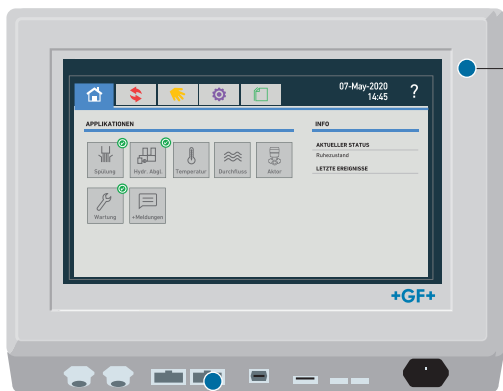 07-May-2020
14:45
?
APPLIKATIONEN
INFO
Spülung
Hydr. Abgl.
Temperatur
Durchfluss
Aktor
AKTUELLER STATUS
Ruhezustand
LETZTE EREIGNISSE
Wartung
+Meldungen
+GF+